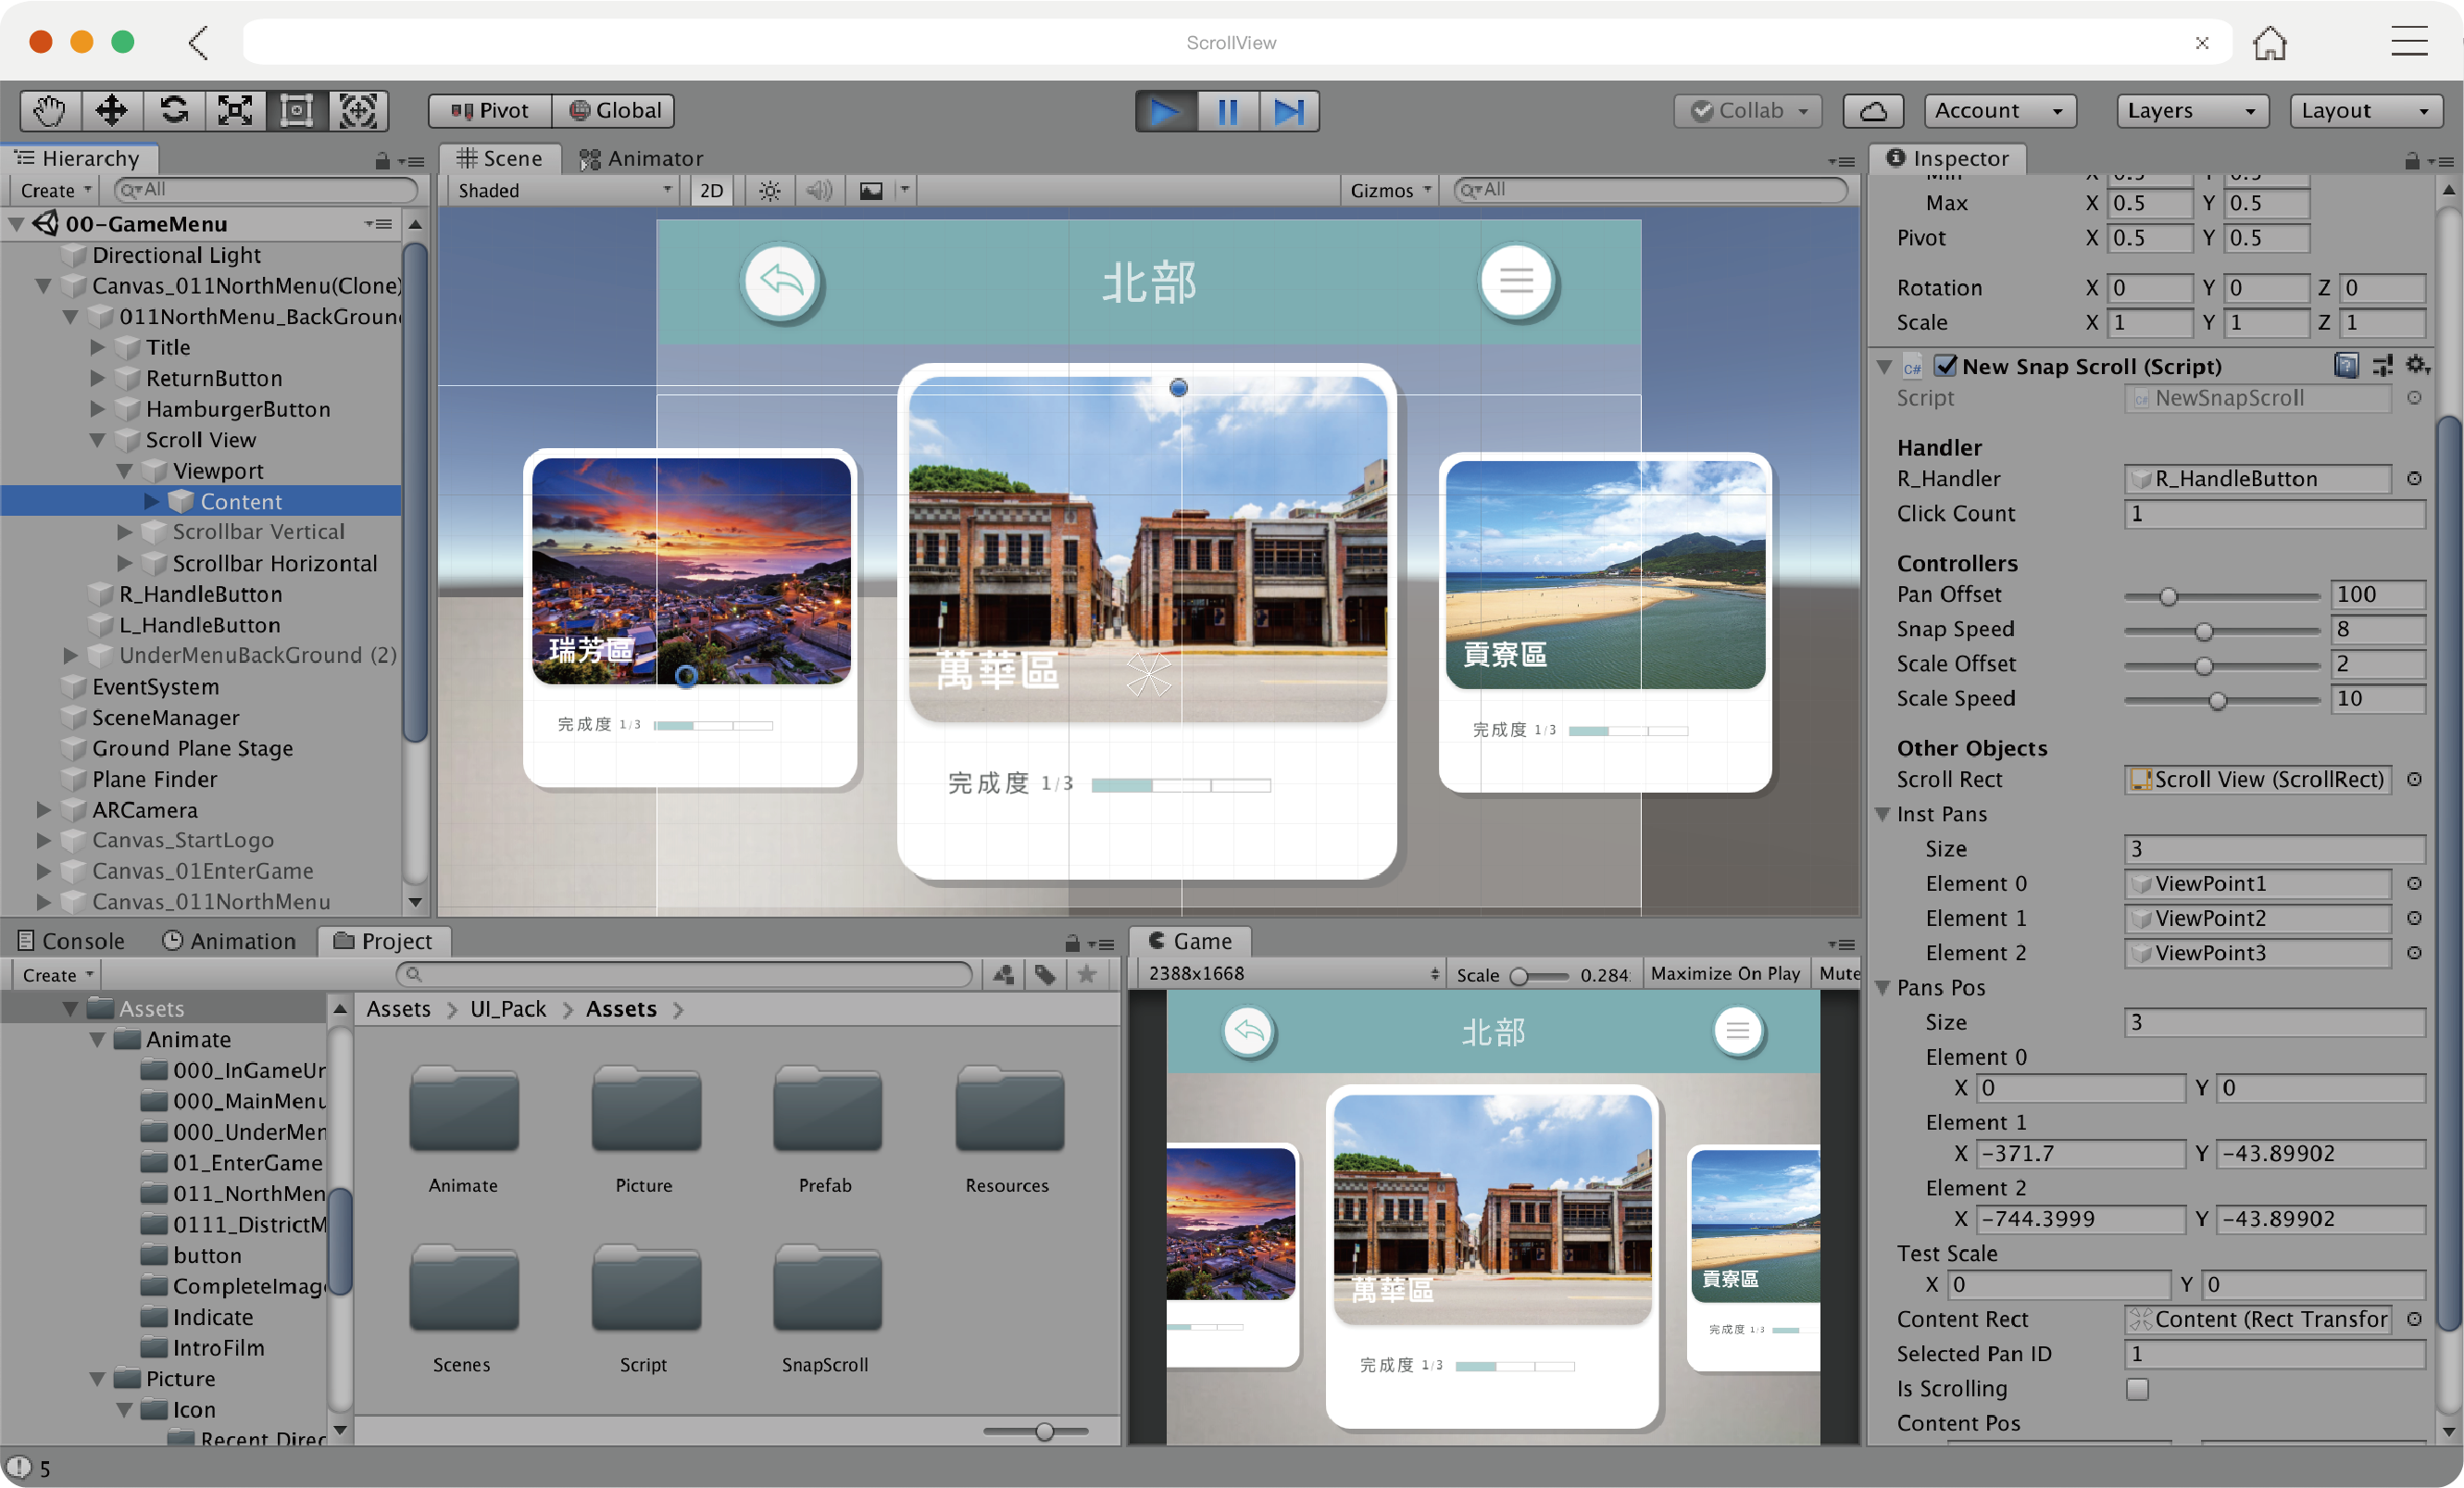 ScrollView
Pivot
Global
Collab
Account
Layers
Layout
Hierarchy
Create
All
00-GameMenu
Directional Light
Canvas_011NorthMenu(Clone)
011NorthMenu_BackGroun
Title
ReturnButton
HamburgerButton
Scroll View
Viewport
Content
Scrollbar Vertical
Scrollbar Horizontal
R_HandleButton
L_HandleButton
UnderMenuBackGround (2)
EventSystem
SceneManager
Ground Plane Stage
Plane Finder
ARCamera
Canvas_StartLogo
Canvas_01EnterGame
Canvas_011NorthMenu
Scene
Animator
Shaded
2D
Gizmos
All
北部
瑞芳區
完成度 1/3
萬華區
完成度 1/3
貢寮區
完成度 1/3
Console
Animation
Project
Create
Assets
Animate
000_InGameUr
000_MainMenu
000_UnderMen
01_EnterGame
011_NorthMen
0111_DistrictM
button
CompleteImag
Indicate
IntroFilm
Picture
Icon
Recent Direc
Assets
UI_Pack
Assets
Animate
Picture
Prefab
Resources
Scenes
Script
SnapScroll
5
Game
2388x1668
Scale
0.284
Maximize On Play
Mute
北部
萬華區
完成度 1/3
貢寮區
完成度 1/3
Inspector
Min X 0.5 Y 0.5
Max X 0.5 Y 0.5
Pivot X 0.5 Y 0.5
Rotation X 0 Y 0 Z 0
Scale X 1 Y 1 Z 1
C# New Snap Scroll (Script)
Script NewSnapScroll
Handler
R_Handler R_HandleButton
Click Count 1
Controllers
Pan Offset 100
Snap Speed 8
Scale Offset 2
Scale Speed 10
Other Objects
Scroll Rect Scroll View (ScrollRect)
Inst Pans
Size 3
Element 0 ViewPoint1
Element 1 ViewPoint2
Element 2 ViewPoint3
Pans Pos
Size 3
Element 0
X 0 Y 0
Element 1
X -371.7 Y -43.89902
Element 2
X -744.3999 Y -43.89902
Test Scale
X 0 Y 0
Content Rect Content (Rect Transfor
Selected Pan ID 1
Is Scrolling
Content Pos